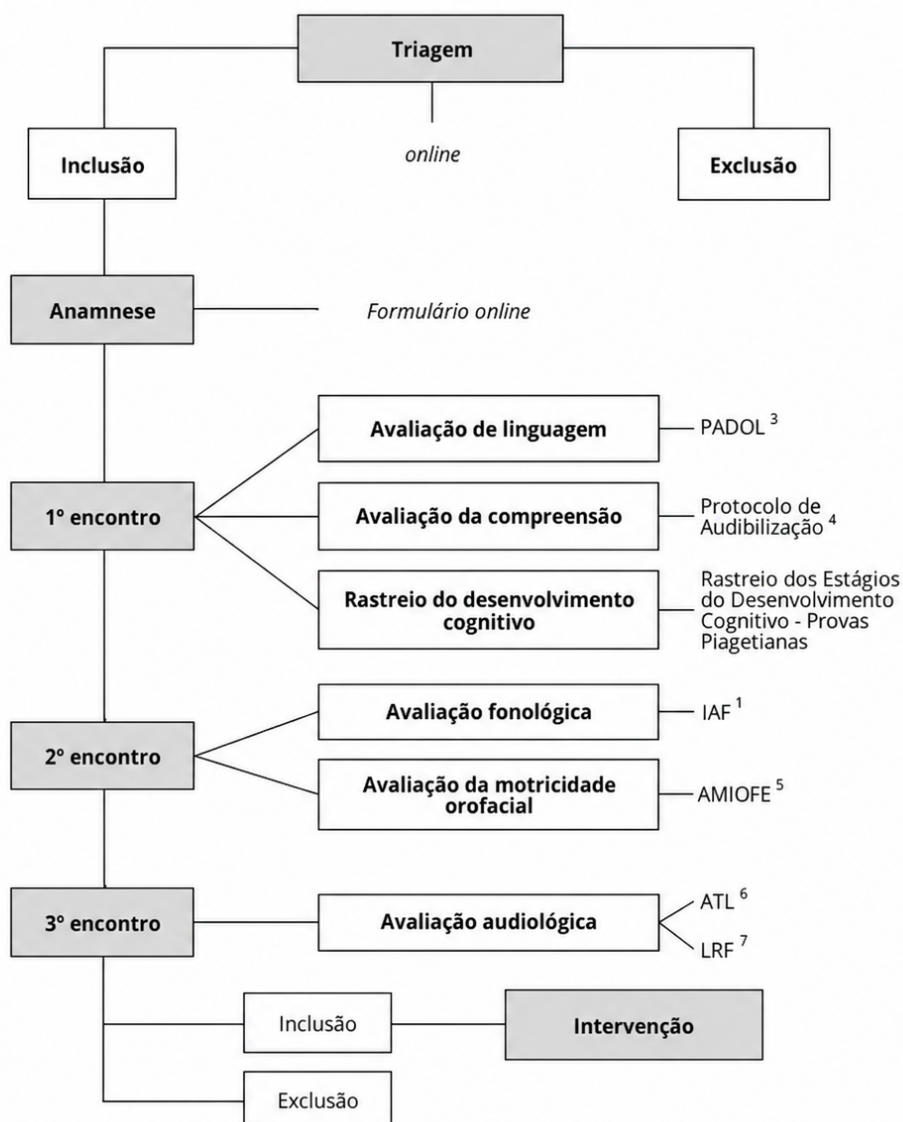 Triagem
online
Inclusão
Exclusão
Anamnese
Formulário online
1º encontro
Avaliação de linguagem
PADOL 3
Avaliação da compreensão
Protocolo de
Audibilização 4
Rastreio do desenvolvimento
cognitivo
Rastreio dos Estágios
do Desenvolvimento
Cognitivo - Provas
Piagetianas
2º encontro
Avaliação fonológica
IAF 1
Avaliação da motricidade
orofacial
AMIOFE 5
3º encontro
Avaliação audiológica
ATL 6
LRF 7
Inclusão
Intervenção
Exclusão